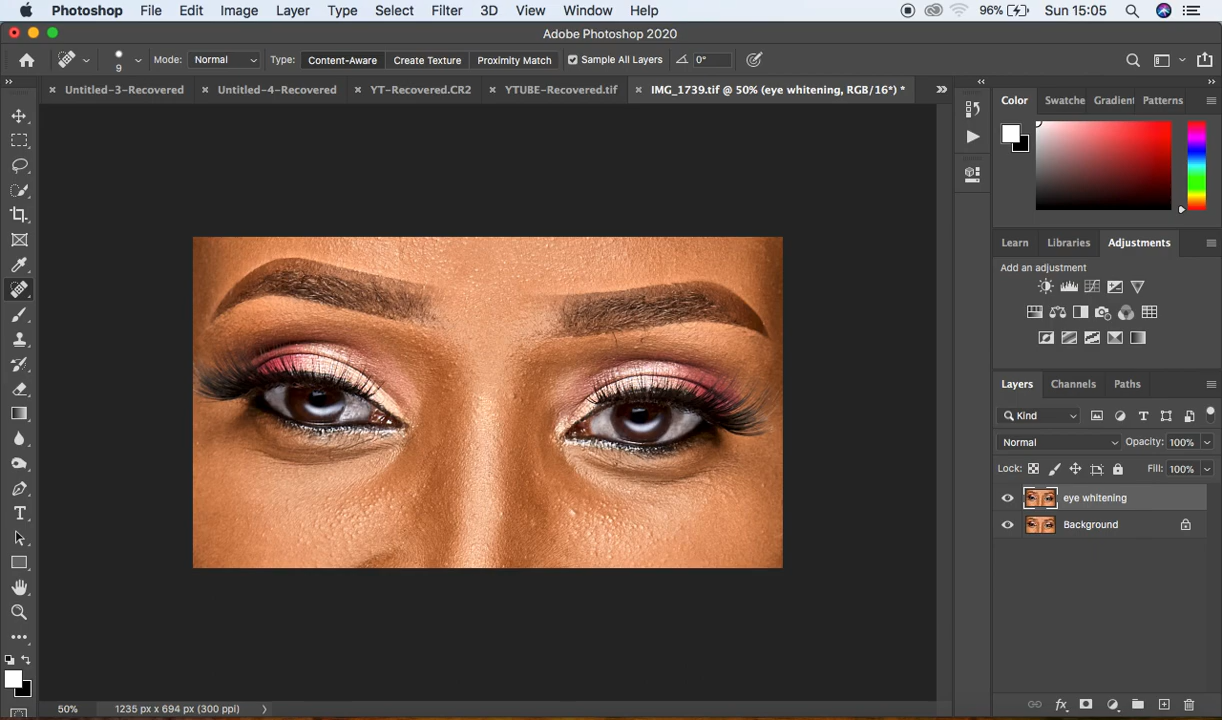 Photoshop File Edit Image Layer Type Select Filter 3D View Window Help 96% Sun 15:05
Adobe Photoshop 2020
9 Mode: Normal Type: Content-Aware Create Texture Proximity Match Sample All Layers 0°
Untitled-3-Recovered Untitled-4-Recovered YT-Recovered.CR2 YTUBE-Recovered.tif IMG_1739.tif @ 50% (eye whitening, RGB/16*) *
Color Swatche Gradient Patterns
Learn Libraries Adjustments
Add an adjustment
Layers Channels Paths
Kind
Normal Opacity: 100%
Lock: Fill: 100%
eye whitening
Background
50% 1235 px x 694 px (300 ppi)